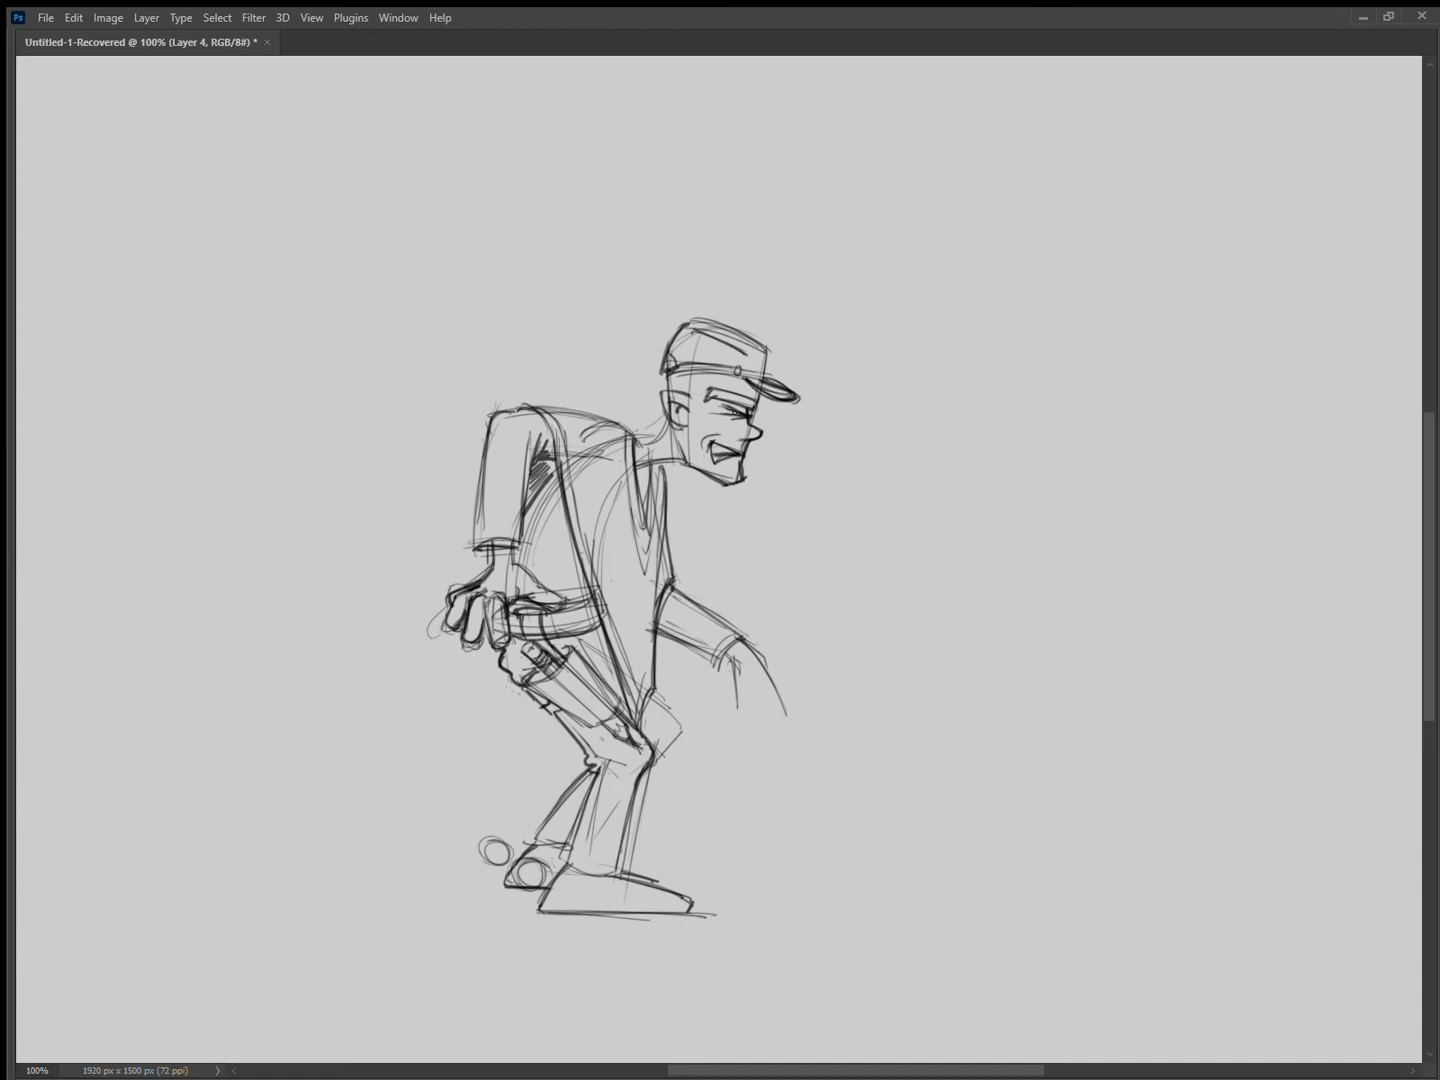 Ps File Edit Image Layer Type Select Filter 3D View Plugins Window Help
Untitled-1-Recovered @ 100% (Layer 4, RGB/8#) *
100% 1920 px x 1500 px (72 ppi)